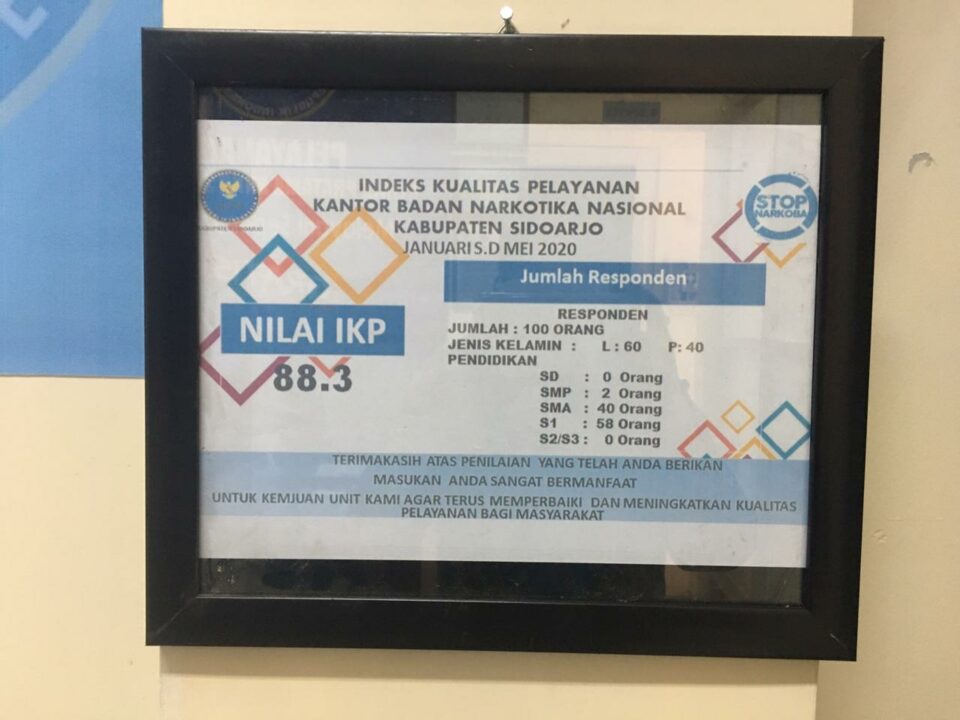 INDEKS KUALITAS PELAYANAN
KANTOR BADAN NARKOTIKA NASIONAL
KABUPATEN SIDOARJO
JANUARI S.D MEI 2020
KABUPATEN SIDOARJO
STOP
NARKOBA
Jumlah Responden
NILAI IKP
88.3
RESPONDEN
JUMLAH : 100 ORANG
JENIS KELAMIN : L : 60 P: 40
PENDIDIKAN
SD : 0 Orang
SMP : 2 Orang
SMA : 40 Orang
S1 : 58 Orang
S2/S3 : 0 Orang
TERIMAKASIH ATAS PENILAIAN YANG TELAH ANDA BERIKAN
MASUKAN ANDA SANGAT BERMANFAAT
UNTUK KEMJUAN UNIT KAMI AGAR TERUS MEMPERBAIKI DAN MENINGKATKAN KUALITAS
PELAYANAN BAGI MASYARAKAT